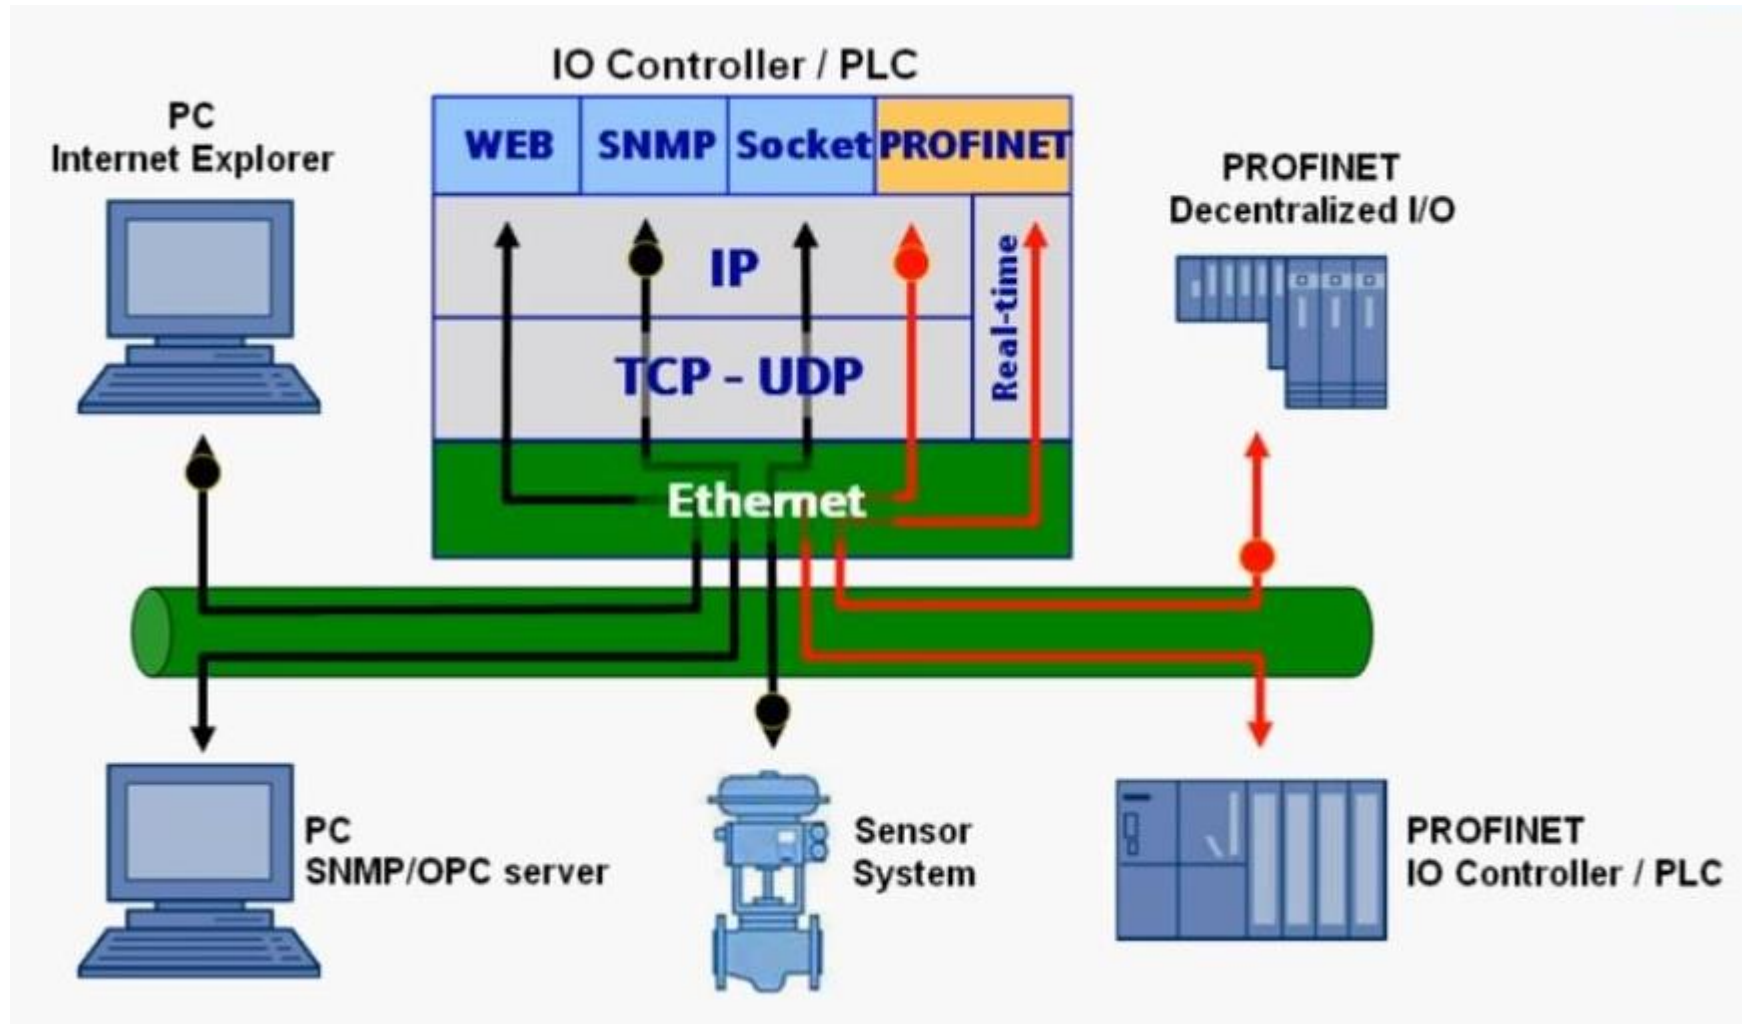 IO Controller / PLC
PC
Internet Explorer
WEB
SNMP
Socket
PROFINET
PROFINET
Decentralized I/O
IP
Real-time
TCP - UDP
Ethernet
PC
SNMP/OPC server
Sensor
System
PROFINET
IO Controller / PLC